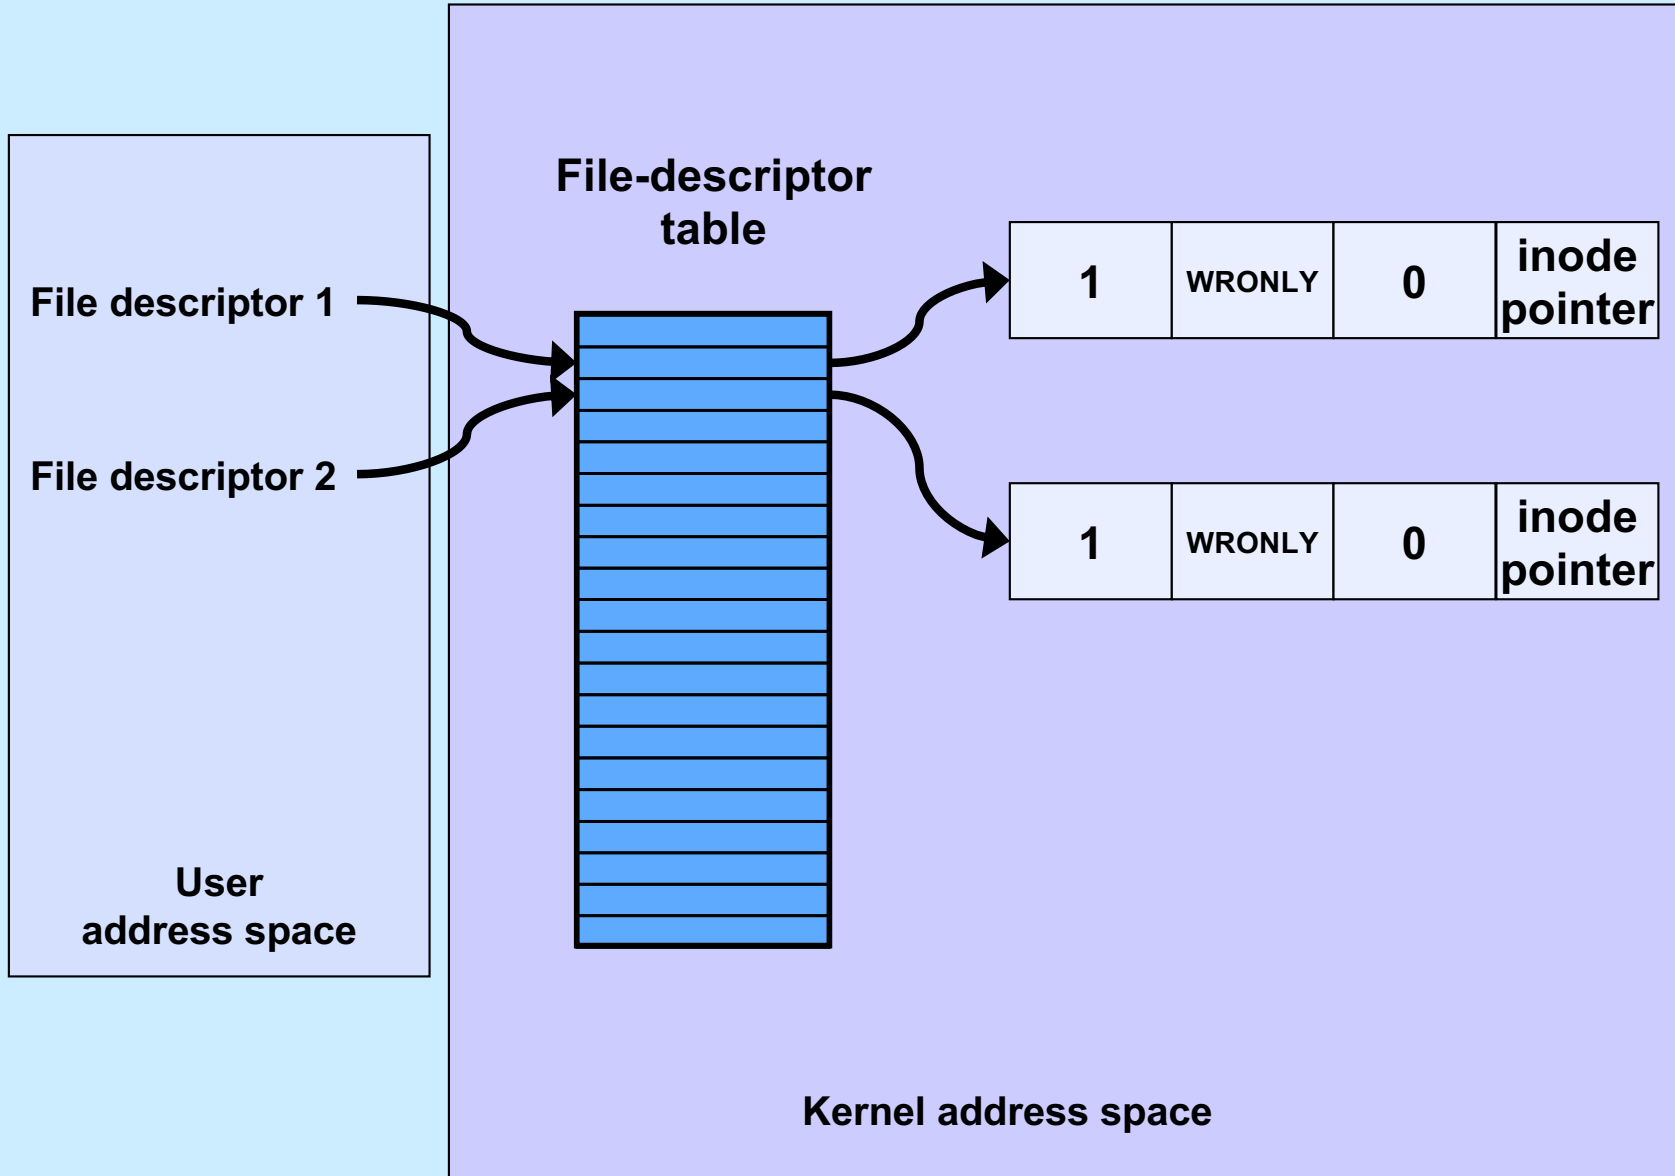 File-descriptor
table
File descriptor 1
File descriptor 2
1
WRONLY
0
inode
pointer
1
WRONLY
0
inode
pointer
User
address space
Kernel address space